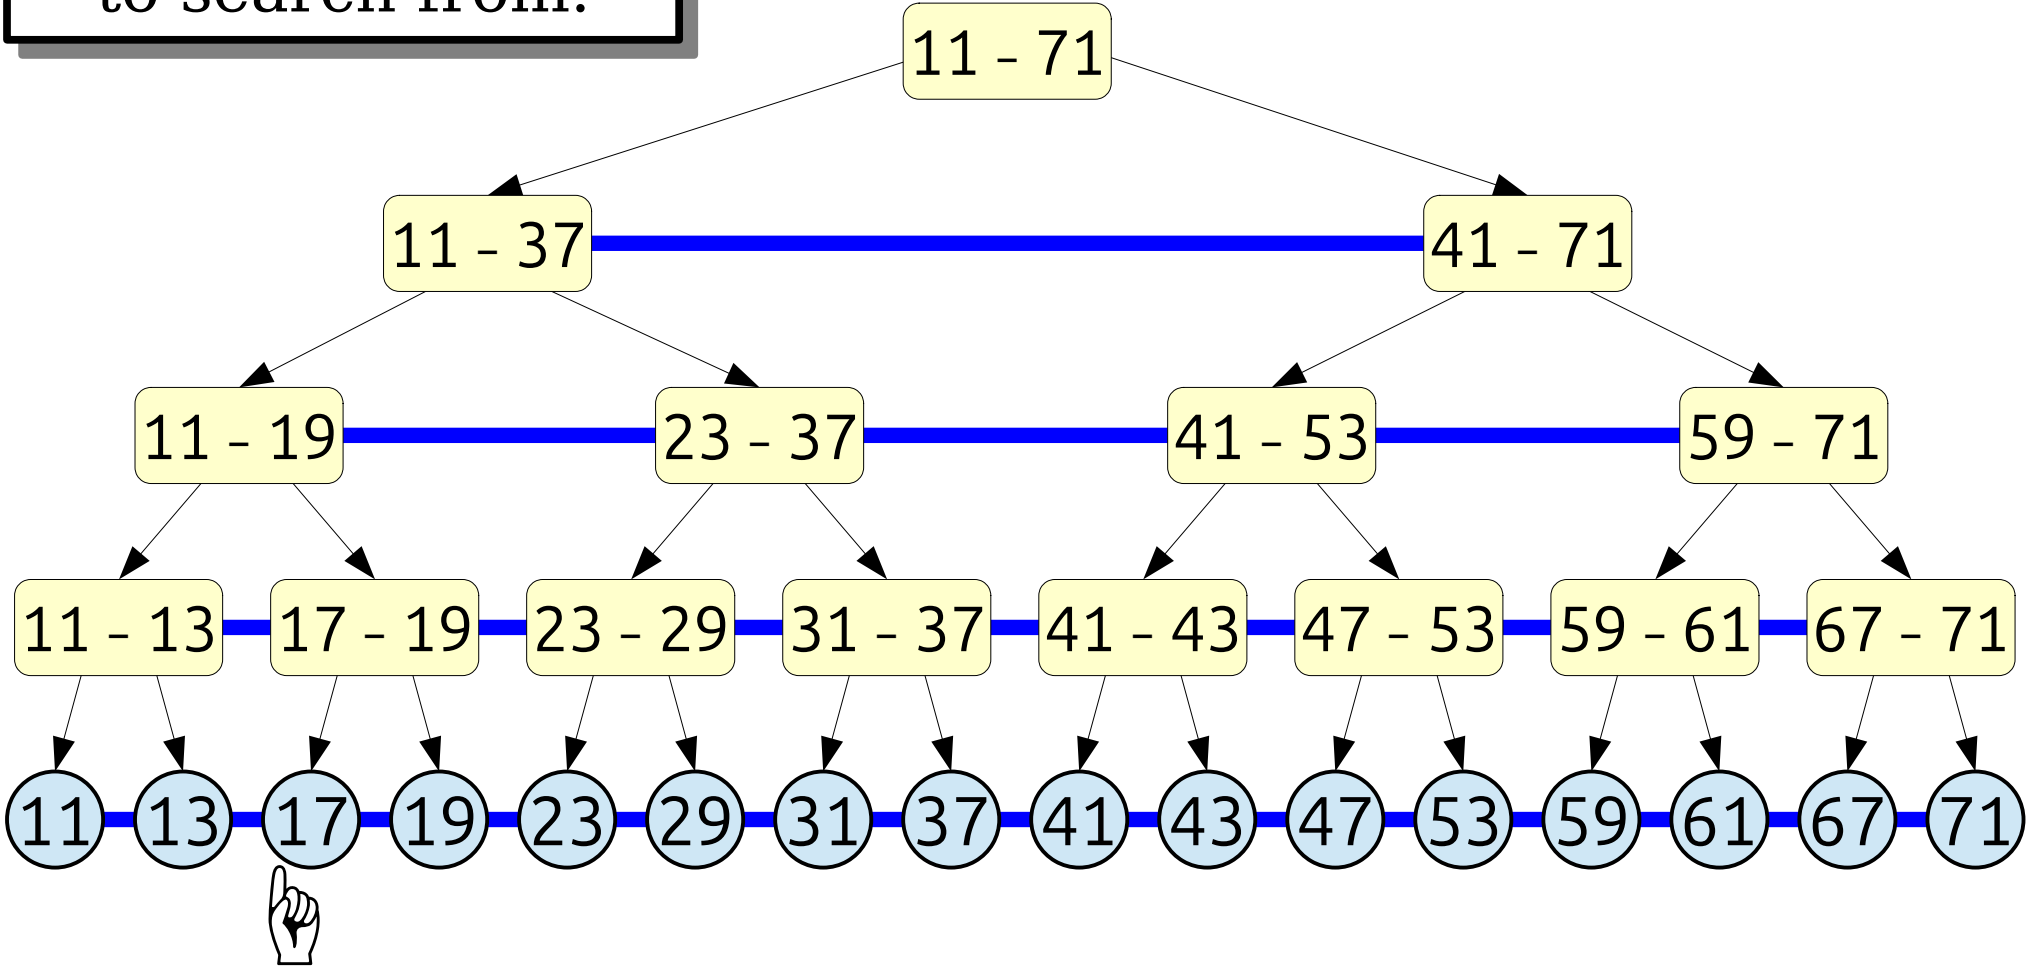 to search from.
11 – 71
11 – 37 41 – 71
11 – 19 23 – 37 41 – 53 59 – 71
11 – 13 17 – 19 23 – 29 31 – 37 41 – 43 47 – 53 59 – 61 67 – 71
11 13 17 19 23 29 31 37 41 43 47 53 59 61 67 71